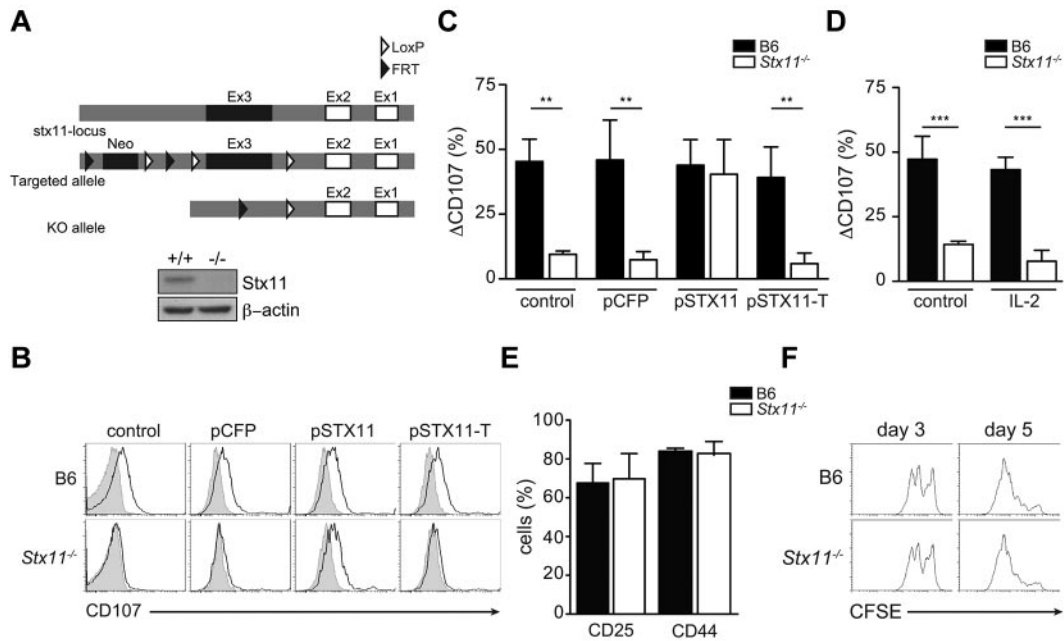 A
LoxP
FRT
Ex3
Ex2
Ex1
stx11-locus
Neo
Ex3
Ex2
Ex1
Targeted allele
Ex2
Ex1
KO allele
+/+
-/-
Stx11
β-actin
B
control
pCFP
pSTX11
pSTX11-T
B6
Stx11-/-
CD107
C
B6
Stx11-/-
ΔCD107 (%)
75
50
25
0
**
**
**
control
pCFP
pSTX11
pSTX11-T
D
B6
Stx11-/-
ΔCD107 (%)
75
50
25
0
***
***
control
IL-2
E
B6
Stx11-/-
cells (%)
100
80
60
40
20
0
CD25
CD44
F
day 3
day 5
B6
Stx11-/-
CFSE